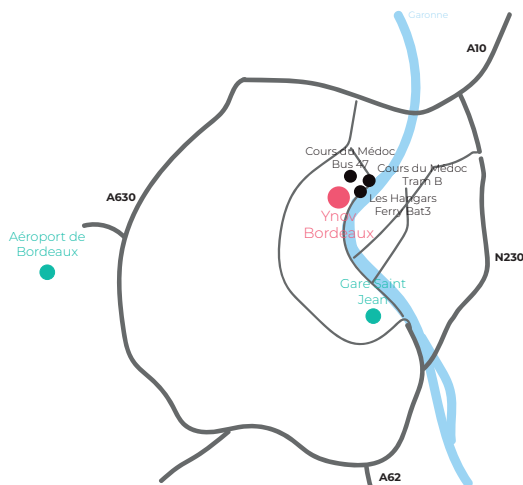 Garonne
A10
Cours du Médoc
Bus 47
Cours du Médoc
Tram B
A630
Les Hangars
Ferry Bat3
Ynov
Bordeaux
Aéroport de
Bordeaux
N230
Gare Saint
Jean
A62